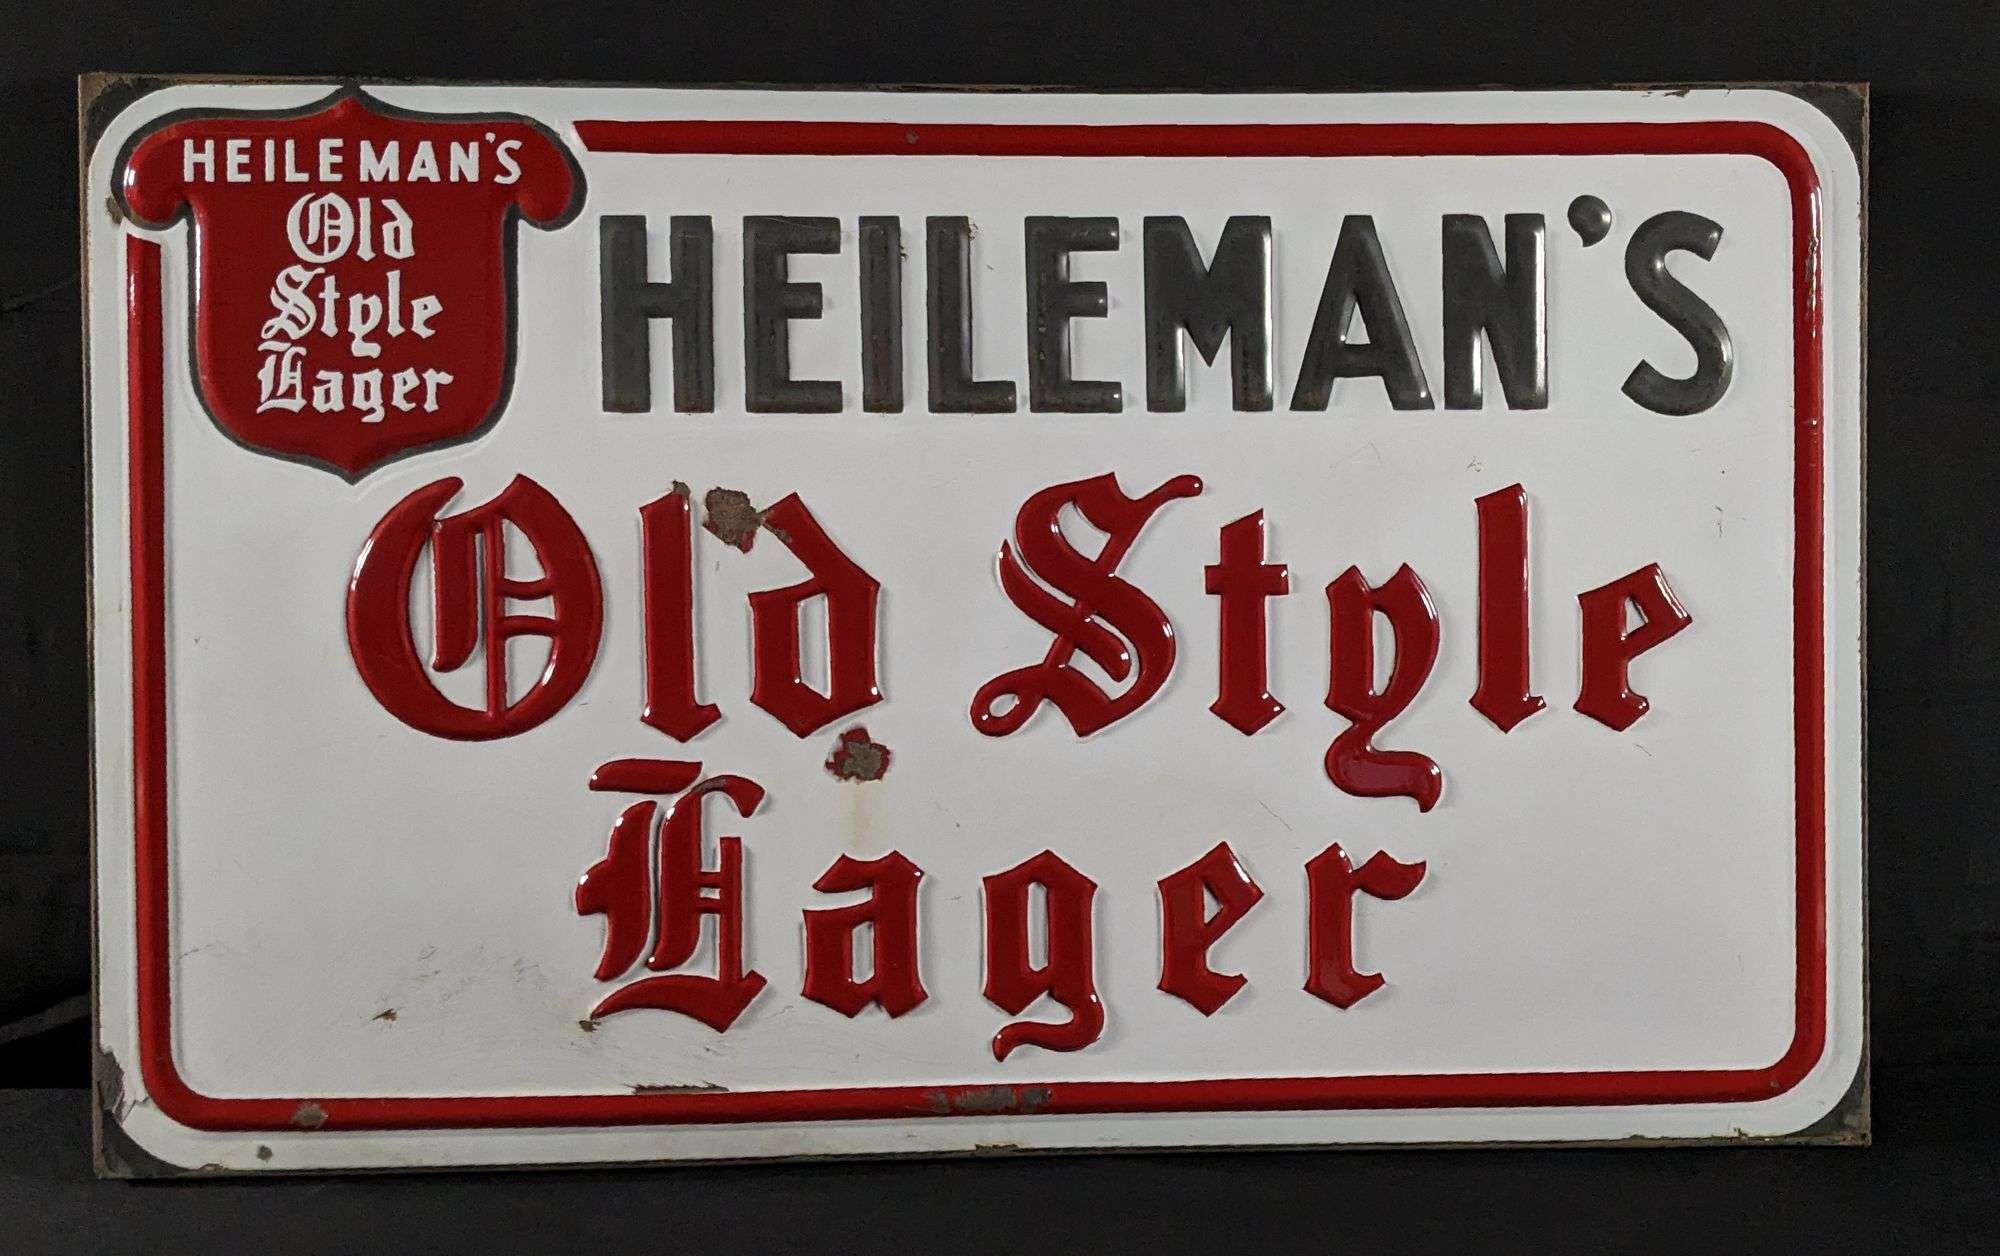 HEILEMAN'S
Old
Style
Lager
HEILEMAN'S
Old Style
Lager